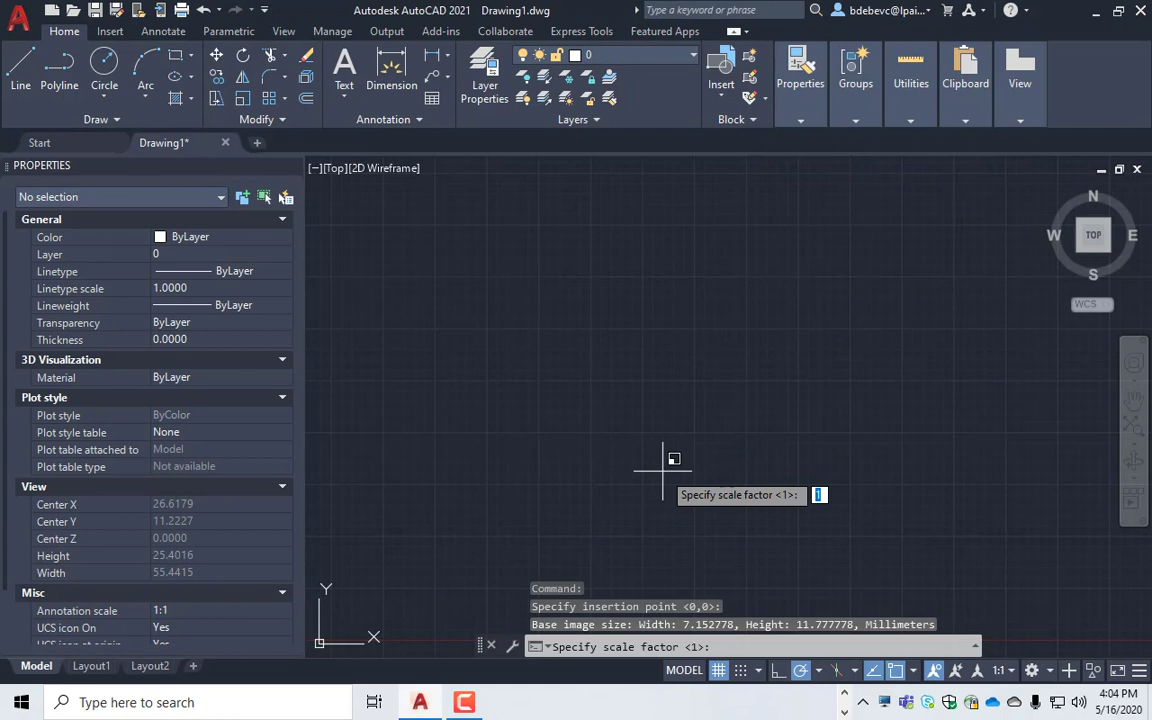 Autodesk AutoCAD 2021 Drawing1.dwg
Type a keyword or phrase
bdebevc@lpai...
Home Insert Annotate Parametric View Manage Output Add-ins Collaborate Express Tools Featured Apps
Line Polyline Circle Arc
Text Dimension
Layer
Properties
0
Insert
Properties Groups Utilities Clipboard View
Draw Modify Annotation Layers Block
Start Drawing1*
PROPERTIES
[−][Top][2D Wireframe]
No selection
General
Color ByLayer
Layer 0
Linetype ByLayer
Linetype scale 1.0000
Lineweight ByLayer
Transparency ByLayer
Thickness 0.0000
3D Visualization
Material ByLayer
Plot style
Plot style ByColor
Plot style table None
Plot table attached to Model
Plot table type Not available
View
Center X 26.6179
Center Y 11.2227
Center Z 0.0000
Height 25.4016
Width 55.4415
Misc
Annotation scale 1:1
UCS icon On Yes
UCS icon at origin Yes
N
W TOP E
S
WCS
Specify scale factor <1>: 1
Y
X
Command:
Specify insertion point <0,0>:
Base image size: Width: 7.152778, Height: 11.777778, Millimeters
Specify scale factor <1>:
Model Layout1 Layout2
MODEL 1:1
Type here to search
4:04 PM
5/16/2020